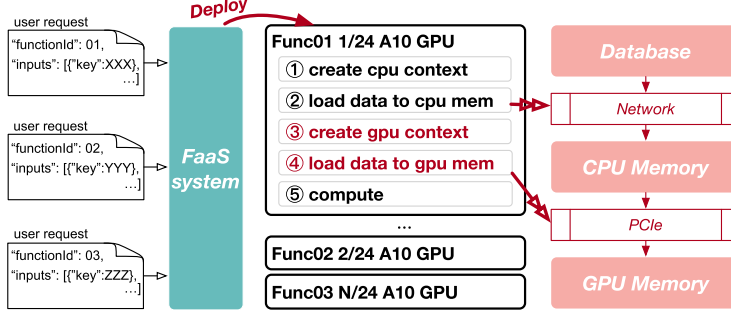 Deploy
user request
"functionId": 01,
"inputs": [{"key":XXX},
...]
user request
"functionId": 02,
"inputs": [{"key":YYY},
...]
user request
"functionId": 03,
"inputs": [{"key":ZZZ},
...]
FaaS
system
Func01 1/24 A10 GPU
① create cpu context
② load data to cpu mem
③ create gpu context
④ load data to gpu mem
⑤ compute
...
Func02 2/24 A10 GPU
Func03 N/24 A10 GPU
Database
Network
CPU Memory
PCIe
GPU Memory